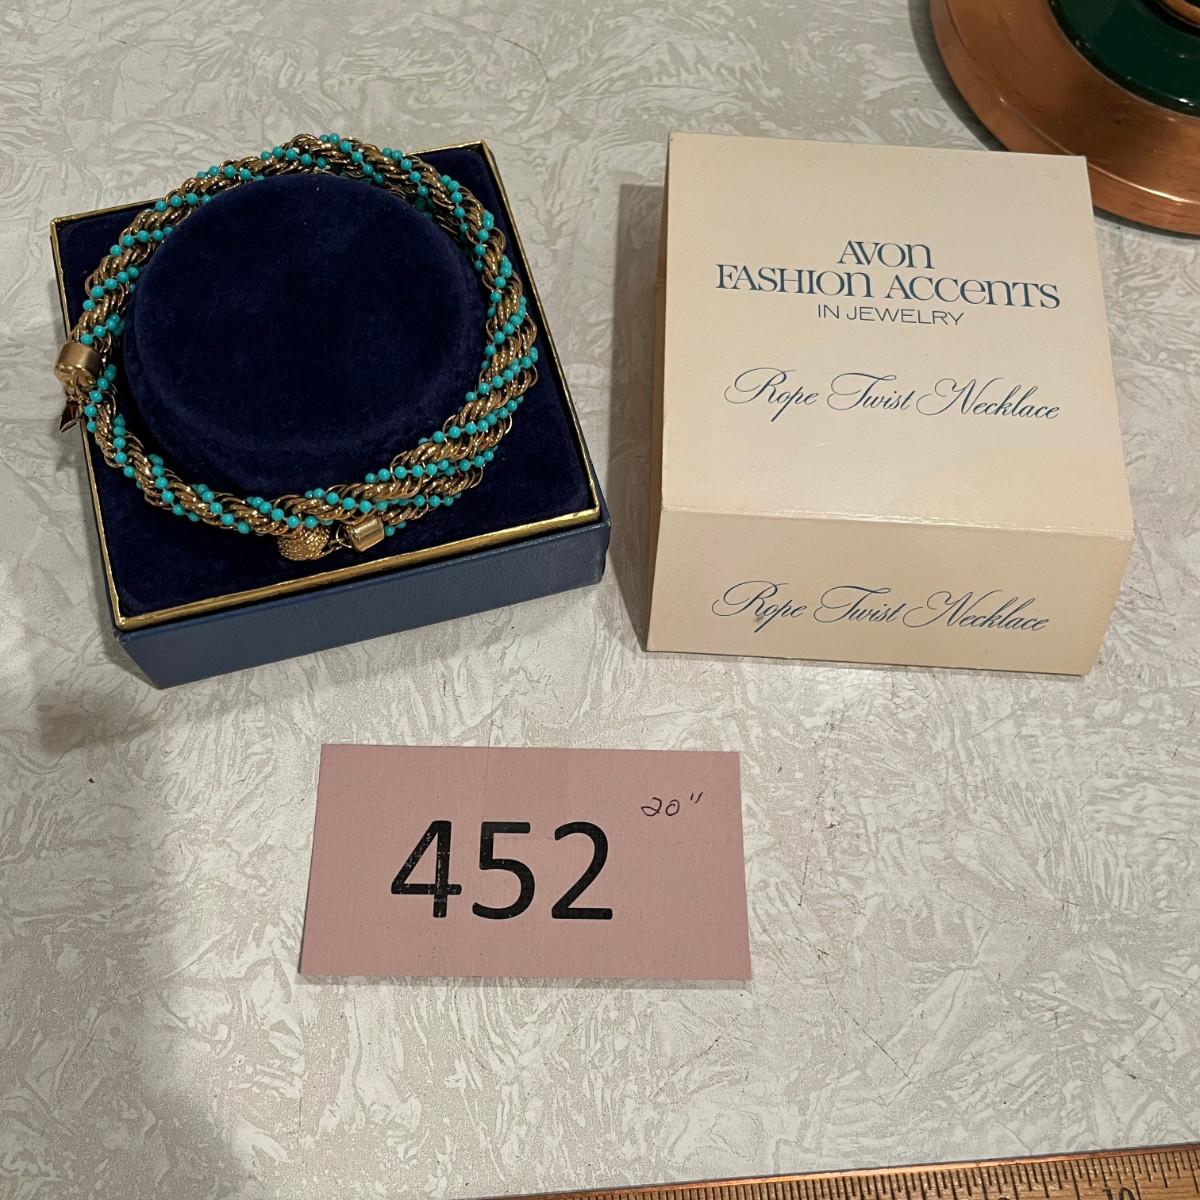 AVON
FASHION ACCENTS
IN JEWELRY
Rope Twist Necklace
Rope Twist Necklace
20"
452